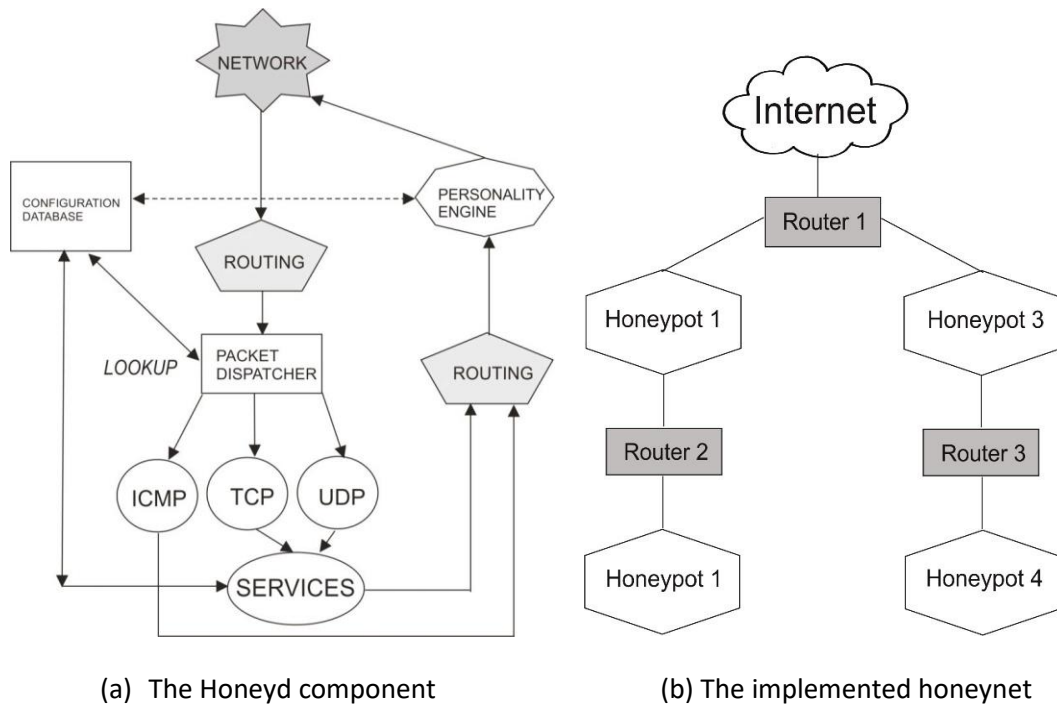 NETWORK
CONFIGURATION
DATABASE
PERSONALITY
ENGINE
ROUTING
LOOKUP
PACKET
DISPATCHER
ROUTING
ICMP
TCP
UDP
SERVICES
(a) The Honeyd component
Internet
Router 1
Honeypot 1
Honeypot 3
Router 2
Router 3
Honeypot 1
Honeypot 4
(b) The implemented honeynet